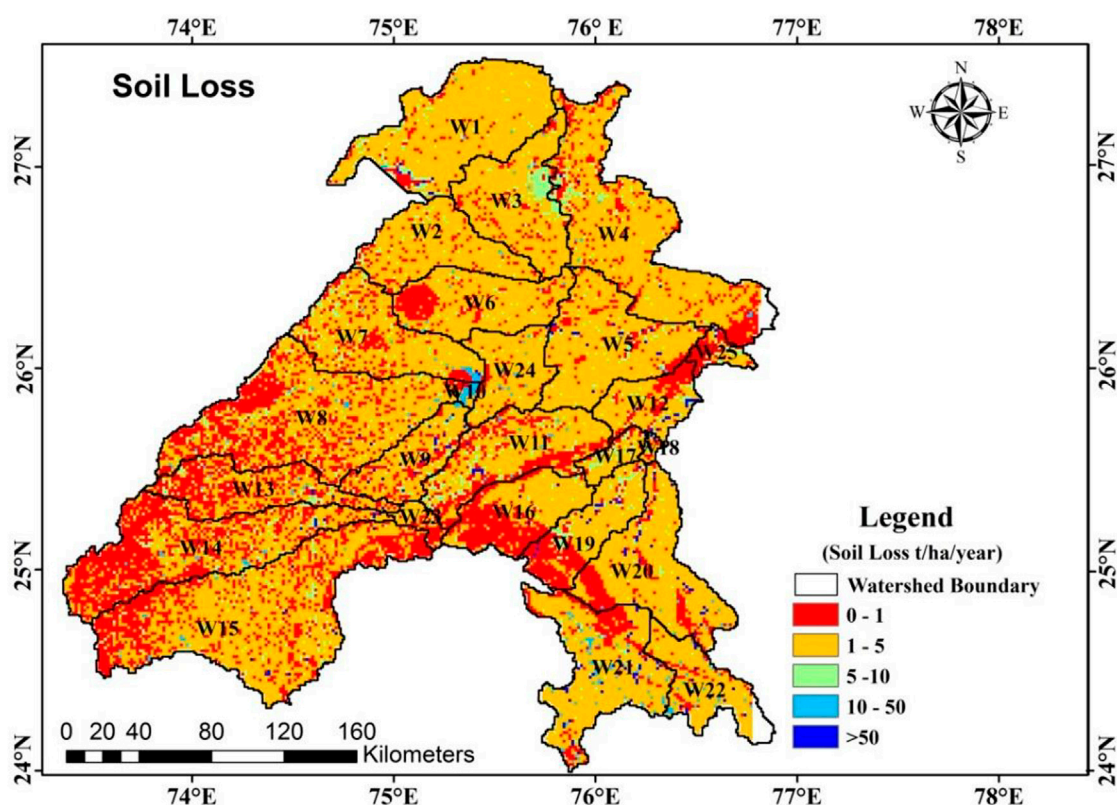 74°E 75°E 76°E 77°E 78°E
Soil Loss
N
W E
S
27°N 27°N
W1
W3
W2 W4
W6
W7 W5
W25
26°N 26°N
W24
W10
W12
W8
W11
W9 W17 W18
W13
W23 W16
W14 W19
W20
25°N 25°N
W15
W21
W22
24°N 24°N
Legend
(Soil Loss t/ha/year)
Watershed Boundary
0 - 1
1 - 5
5 -10
10 - 50
>50
0 20 40 80 120 160
Kilometers
74°E 75°E 76°E 77°E 78°E